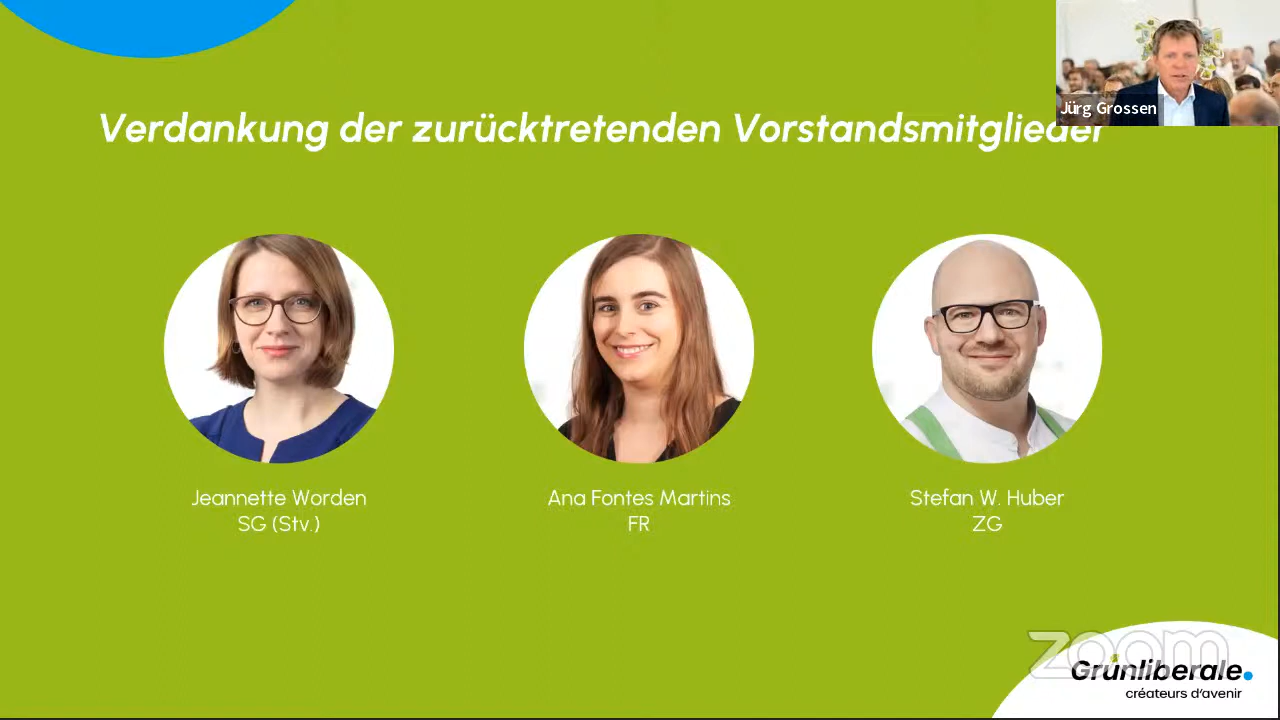 Jürg Grossen
Verdankung der zurücktretenden Vorstandsmitglieder
Jeannette Worden
SG (Stv.)
Ana Fontes Martins
FR
Stefan W. Huber
ZG
zoom
Grünliberale.
créateurs d'avenir